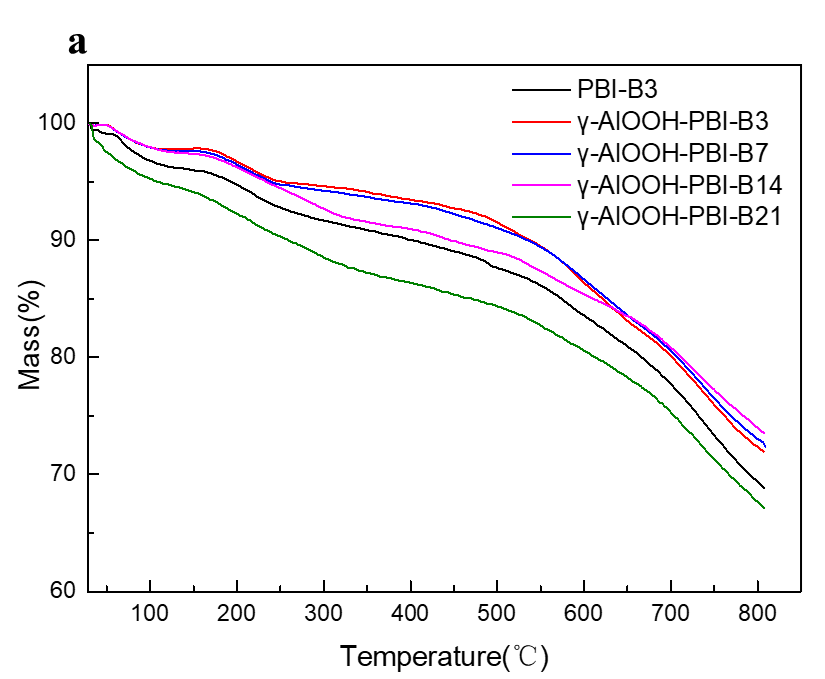 a
PBI-B3
γ-AlOOH-PBI-B3
γ-AlOOH-PBI-B7
γ-AlOOH-PBI-B14
γ-AlOOH-PBI-B21
Mass(%)
100
90
80
70
60
100 200 300 400 500 600 700 800
Temperature(℃)